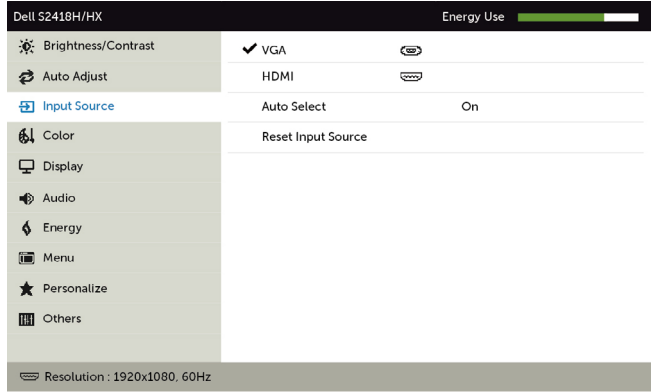 Dell S2418H/HX Energy Use
Brightness/Contrast
VGA
Auto Adjust
HDMI
Input Source
Auto Select On
Color
Reset Input Source
Display
Audio
Energy
Menu
Personalize
Others
Resolution : 1920x1080, 60Hz